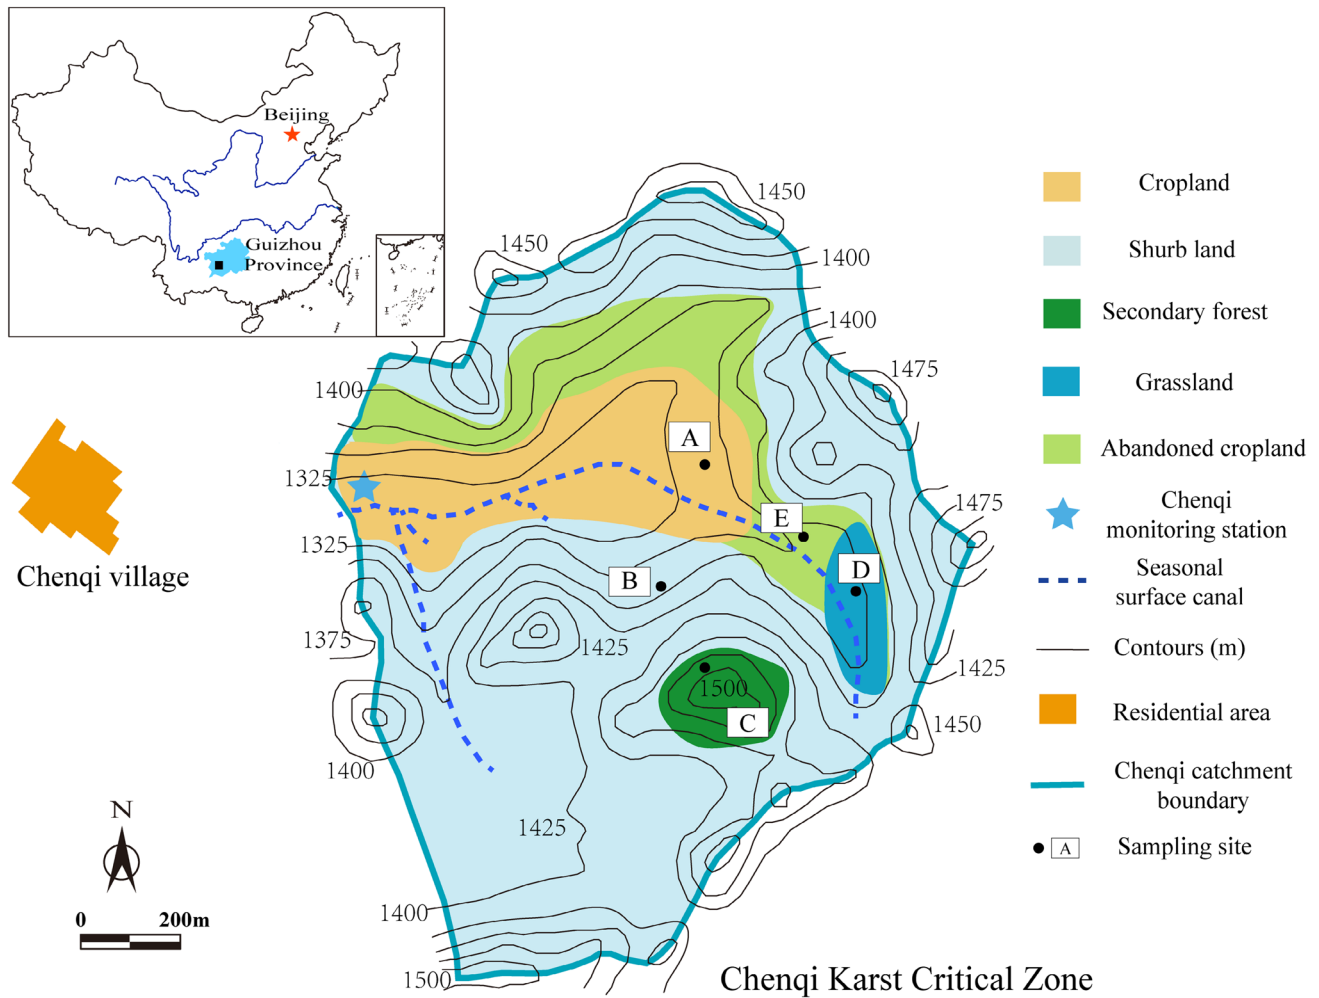 Beijing
Guizhou
Province
1450
1450
1400
1400
1475
1400
1325
1475
1325
1375
1425
1425
1500
1450
1400
1425
1400
1500
A
E
D
B
C
Chenqi village
N
0 200m
Cropland
Shurb land
Secondary forest
Grassland
Abandoned cropland
Chenqi
monitoring station
Seasonal
surface canal
Contours (m)
Residential area
Chenqi catchment
boundary
A Sampling site
Chenqi Karst Critical Zone